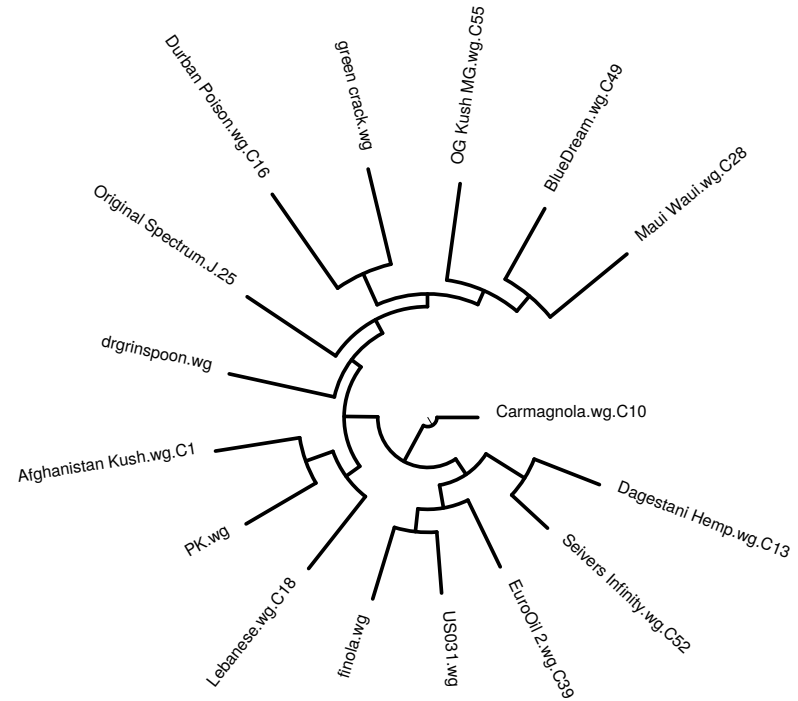 Durban Poison.wg.C16
green crack.wg
OG Kush MG.wg.C55
BlueDream.wg.C49
Maui Waui.wg.C28
Original Spectrum.J.25
drgrinspoon.wg
Carmagnola.wg.C10
Afghanistan Kush.wg.C1
PK.wg
Lebanese.wg.C18
finola.wg
US031.wg
EuroOil 2.wg.C39
Seivers Infinity.wg.C52
Dagestani Hemp.wg.C13